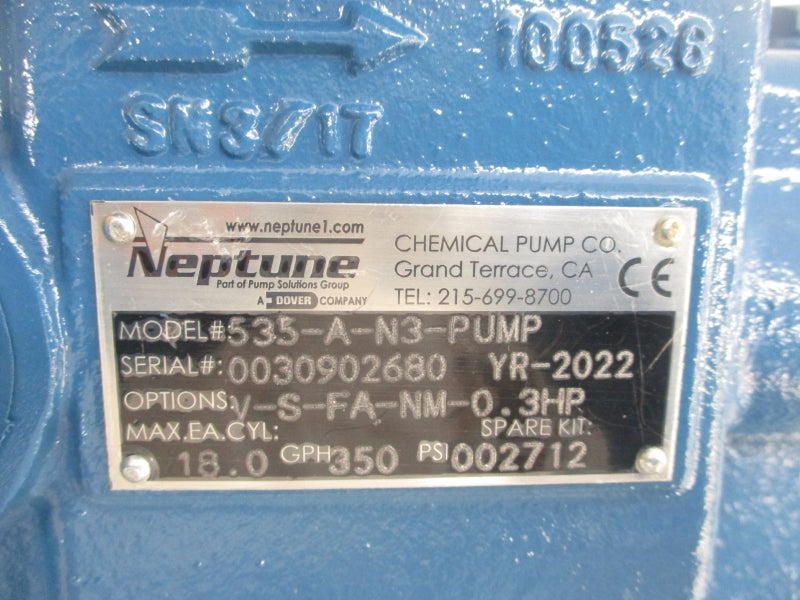 100526
SN3/1T
www.neptune1.com
Neptune
Part of Pump Solutions Group
A DOVER COMPANY
CHEMICAL PUMP CO.
Grand Terrace, CA
TEL: 215-699-8700
CE
MODEL#:535-A-N3-PUMP
SERIAL#:0030902680 YR-2022
OPTIONS:V-S-FA-NM-0.3HP
MAX.EA.CYL: SPARE KIT:
18.0 GPH 350 PSI 002712